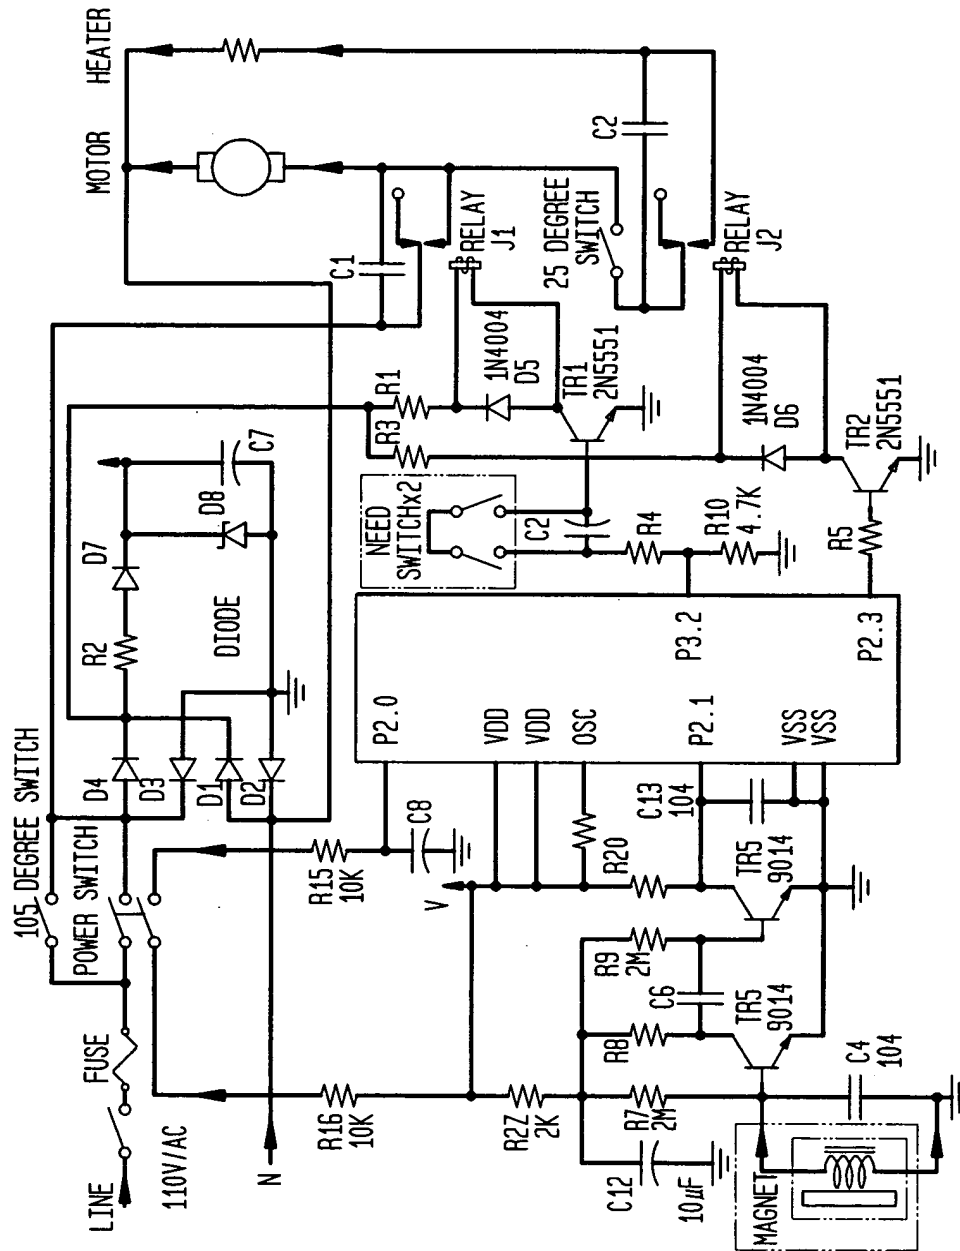 LINE
110V/AC
N
FUSE
105 DEGREE SWITCH
POWER SWITCH
D4
D3
D1
D2
R2
D7
D8
C7
DIODE
MOTOR
HEATER
C1
RELAY
J1
25 DEGREE
SWITCH
C2
RELAY
J2
R1
R3
1N4004
D5
TR1
2N5551
1N4004
D6
TR2
2N5551
NEED
SWITCHx2
C2
R4
R10
4.7K
R5
P2.0
VDD
VDD
OSC
P2.1
VSS
VSS
P3.2
P2.3
R15
10K
C8
V
R16
10K
R2Z
2K
R20
C13
104
TR5
9014
R9
2M
C6
R8
TR5
9014
R7
2M
C4
104
C12
10µF
MAGNET